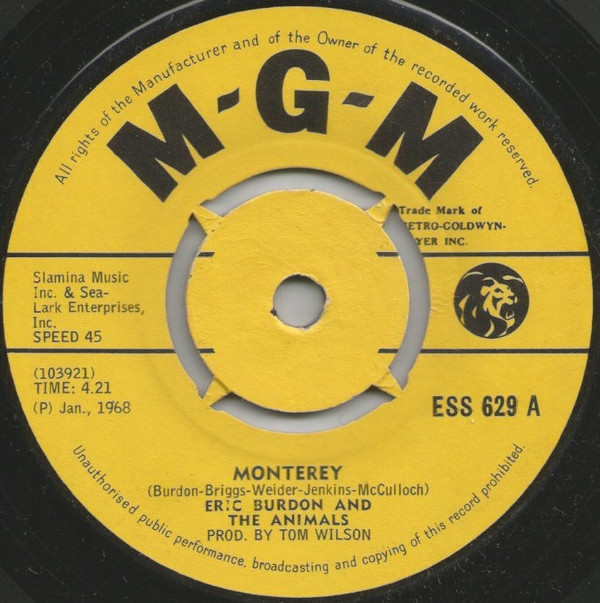 All rights of the Manufacturer and of the Owner of the recorded work reserved.
M-G-M
Trade Mark of
ETRO-GOLDWYN-
YER INC.
Slamina Music
Inc. & Sea-
Lark Enterprises,
Inc.
SPEED 45
(103921)
TIME: 4.21
(P) Jan., 1968
ESS 629 A
MONTEREY
(Burdon-Briggs-Weider-Jenkins-McCulloch)
ERIC BURDON AND
THE ANIMALS
PROD. BY TOM WILSON
Unauthorised public performance, broadcasting and copying of this record prohibited.